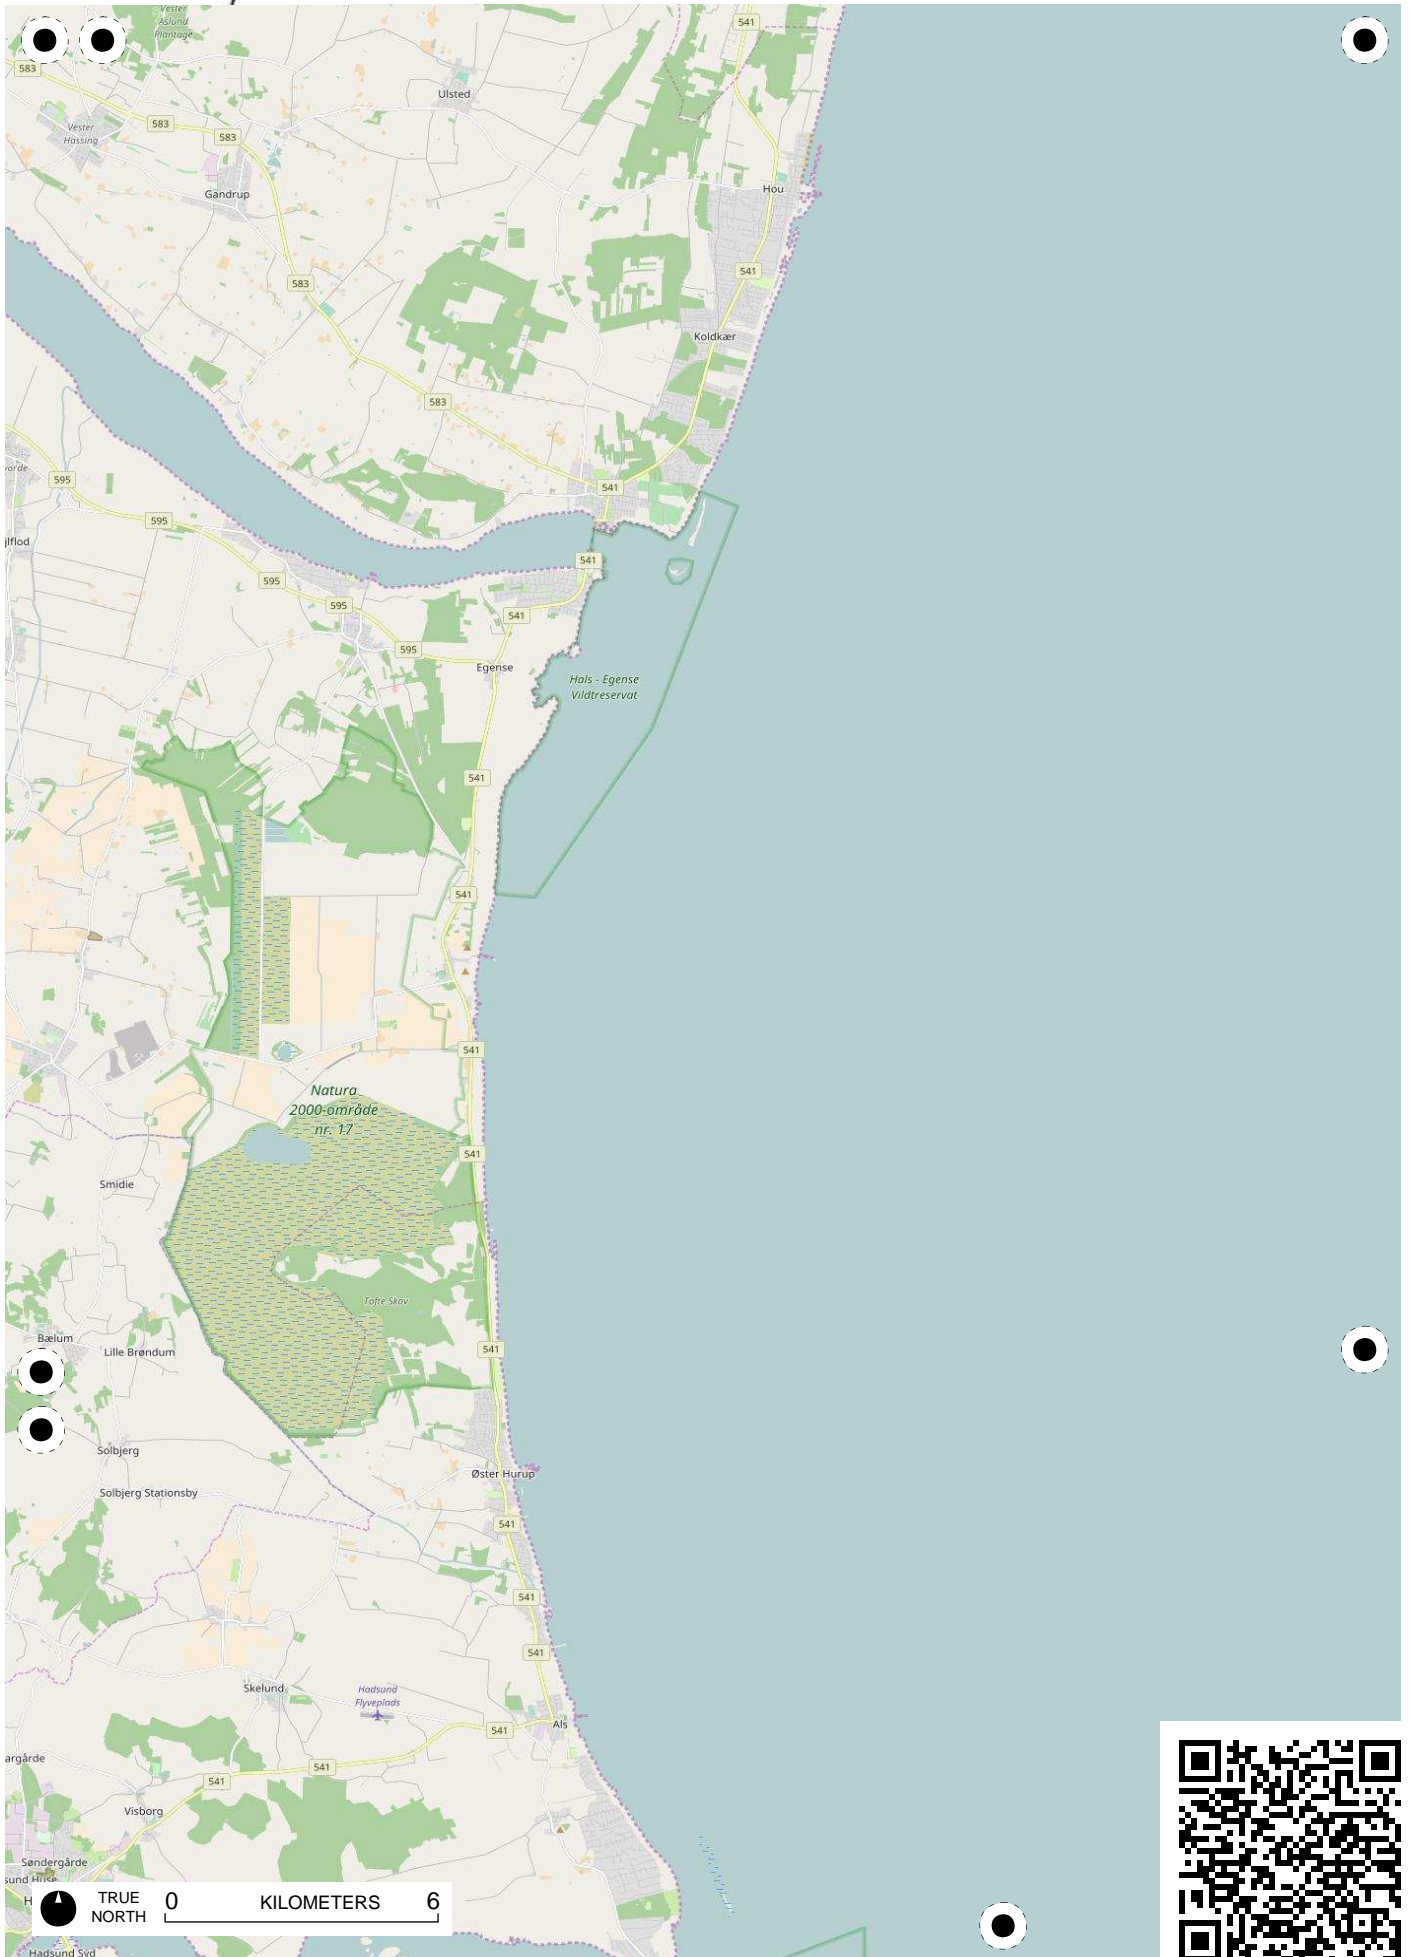 Vester
Aslund
Plantage
541
583
Ulsted
Vester
Hassing
583
583
Gandrup
Hou
541
583
Koldkær
583
595
541
595
jlflod
541
595
595
541
595
Egense
Hals - Egense
Vildtreservat
541
541
541
Natura
2000-område
nr. 17
541
Smidie
Tofte Skov
Bælum
Lille Brøndum
541
Solbjerg
Øster Hurup
Solbjerg Stationsby
541
541
541
Skelund
Hadsund
Flyveplads
541
Als
argårde
541
541
Visborg
Søndergårde
sund Huse
H
TRUE
NORTH
0
KILOMETERS
6
Hadsund Syd